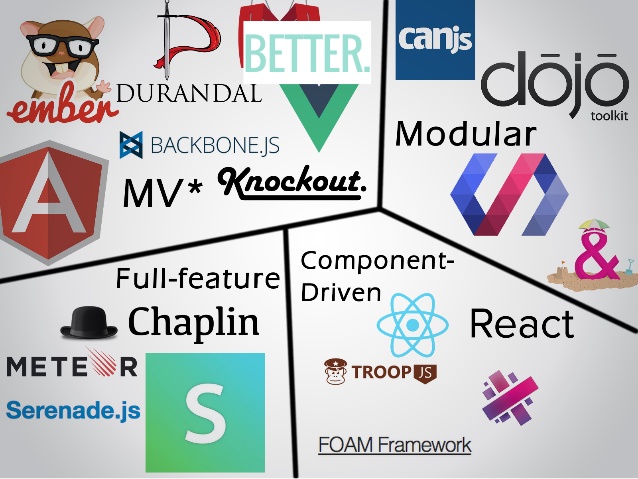 BETTER.
canjs
dōjō
toolkit
ember
DURANDAL
BACKBONE.JS
MV* Knockout.
Modular
A
&
Full-feature
Chaplin
METEOR
Serenade.js
S
Component-
Driven
React
TROOPJS
FOAM Framework